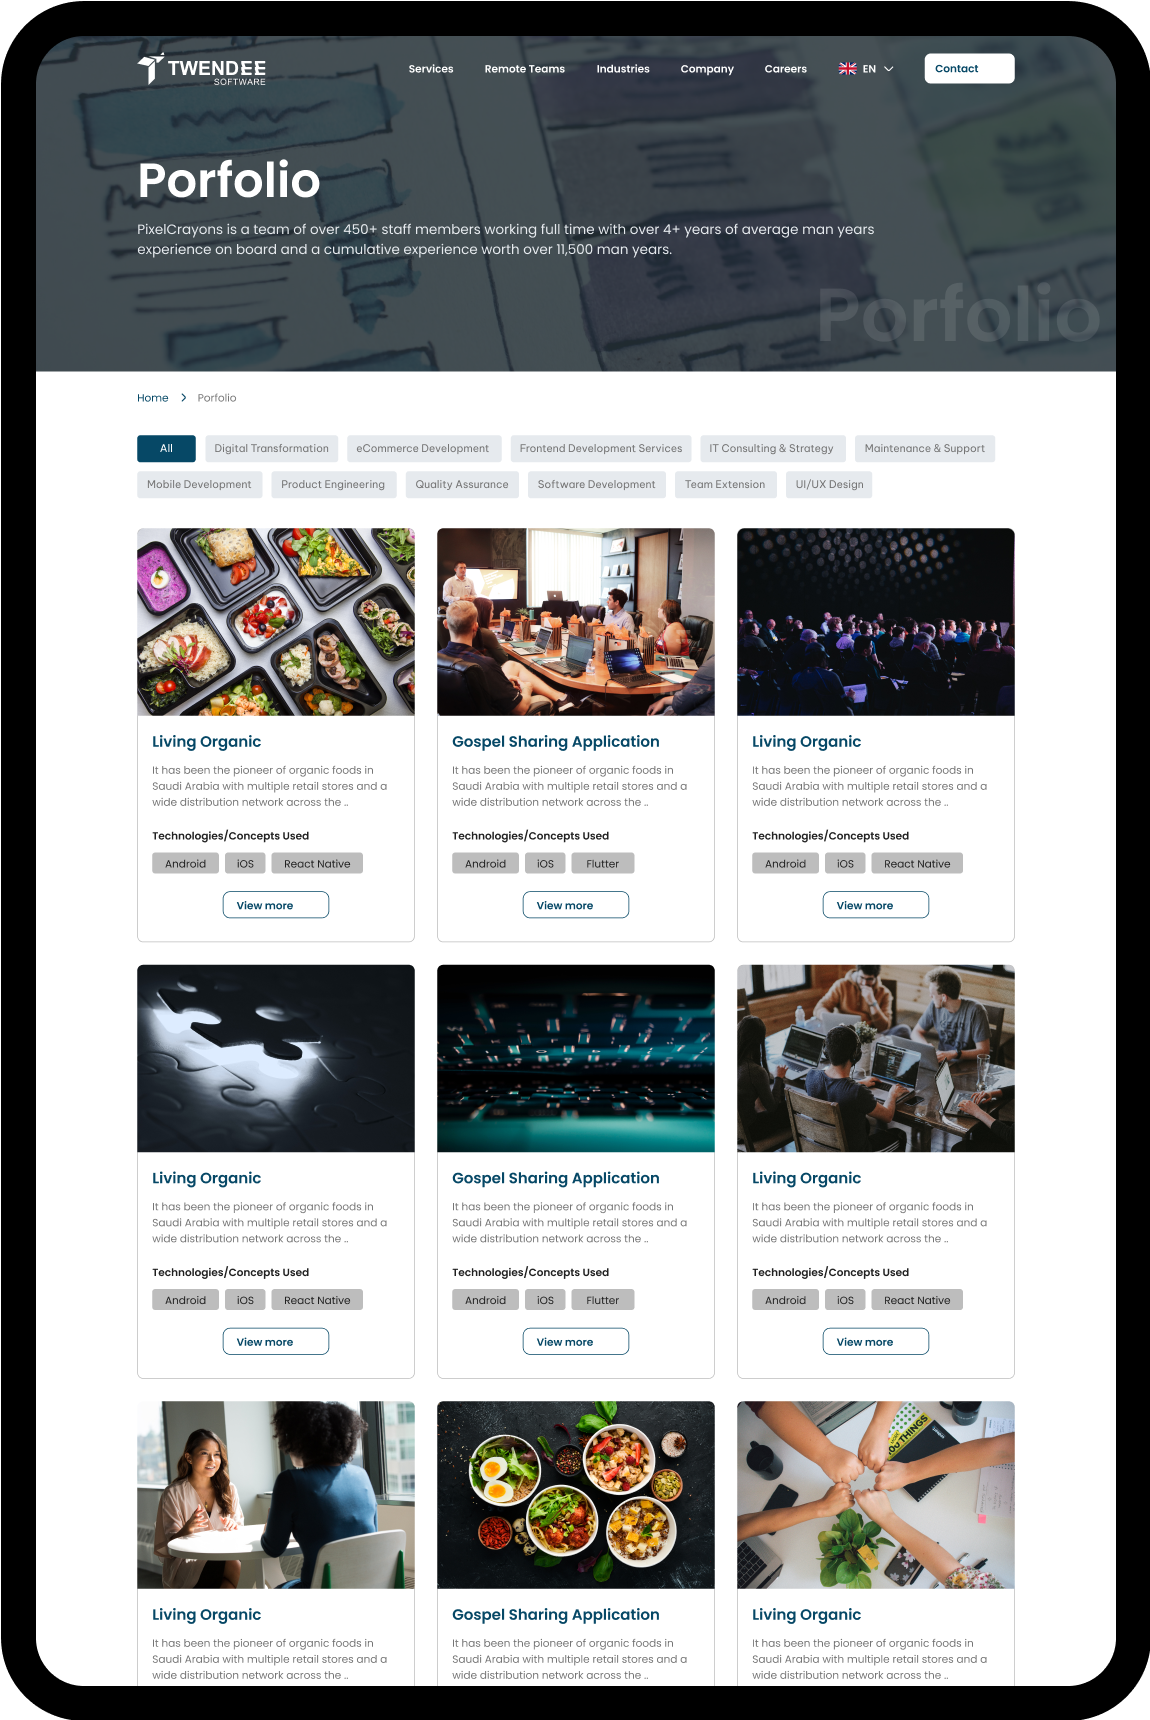 TWENDEE
SOFTWARE
Services Remote Teams Industries Company Careers EN Contact
Porfolio
PixelCrayons is a team of over 450+ staff members working full time with over 4+ years of average man years
experience on board and a cumulative experience worth over 11,500 man years.
Porfolio
Home > Porfolio
All Digital Transformation eCommerce Development Frontend Development Services IT Consulting & Strategy Maintenance & Support
Mobile Development Product Engineering Quality Assurance Software Development Team Extension UI/UX Design
Living Organic
It has been the pioneer of organic foods in
Saudi Arabia with multiple retail stores and a
wide distribution network across the ..
Technologies/Concepts Used
Android iOS React Native
View more
Gospel Sharing Application
It has been the pioneer of organic foods in
Saudi Arabia with multiple retail stores and a
wide distribution network across the ..
Technologies/Concepts Used
Android iOS Flutter
View more
Living Organic
It has been the pioneer of organic foods in
Saudi Arabia with multiple retail stores and a
wide distribution network across the ..
Technologies/Concepts Used
Android iOS React Native
View more
Living Organic
It has been the pioneer of organic foods in
Saudi Arabia with multiple retail stores and a
wide distribution network across the ..
Technologies/Concepts Used
Android iOS React Native
View more
Gospel Sharing Application
It has been the pioneer of organic foods in
Saudi Arabia with multiple retail stores and a
wide distribution network across the ..
Technologies/Concepts Used
Android iOS Flutter
View more
Living Organic
It has been the pioneer of organic foods in
Saudi Arabia with multiple retail stores and a
wide distribution network across the ..
Technologies/Concepts Used
Android iOS React Native
View more
THINGS
Living Organic
It has been the pioneer of organic foods in
Saudi Arabia with multiple retail stores and a
wide distribution network across the ..
Gospel Sharing Application
It has been the pioneer of organic foods in
Saudi Arabia with multiple retail stores and a
wide distribution network across the ..
Living Organic
It has been the pioneer of organic foods in
Saudi Arabia with multiple retail stores and a
wide distribution network across the ..